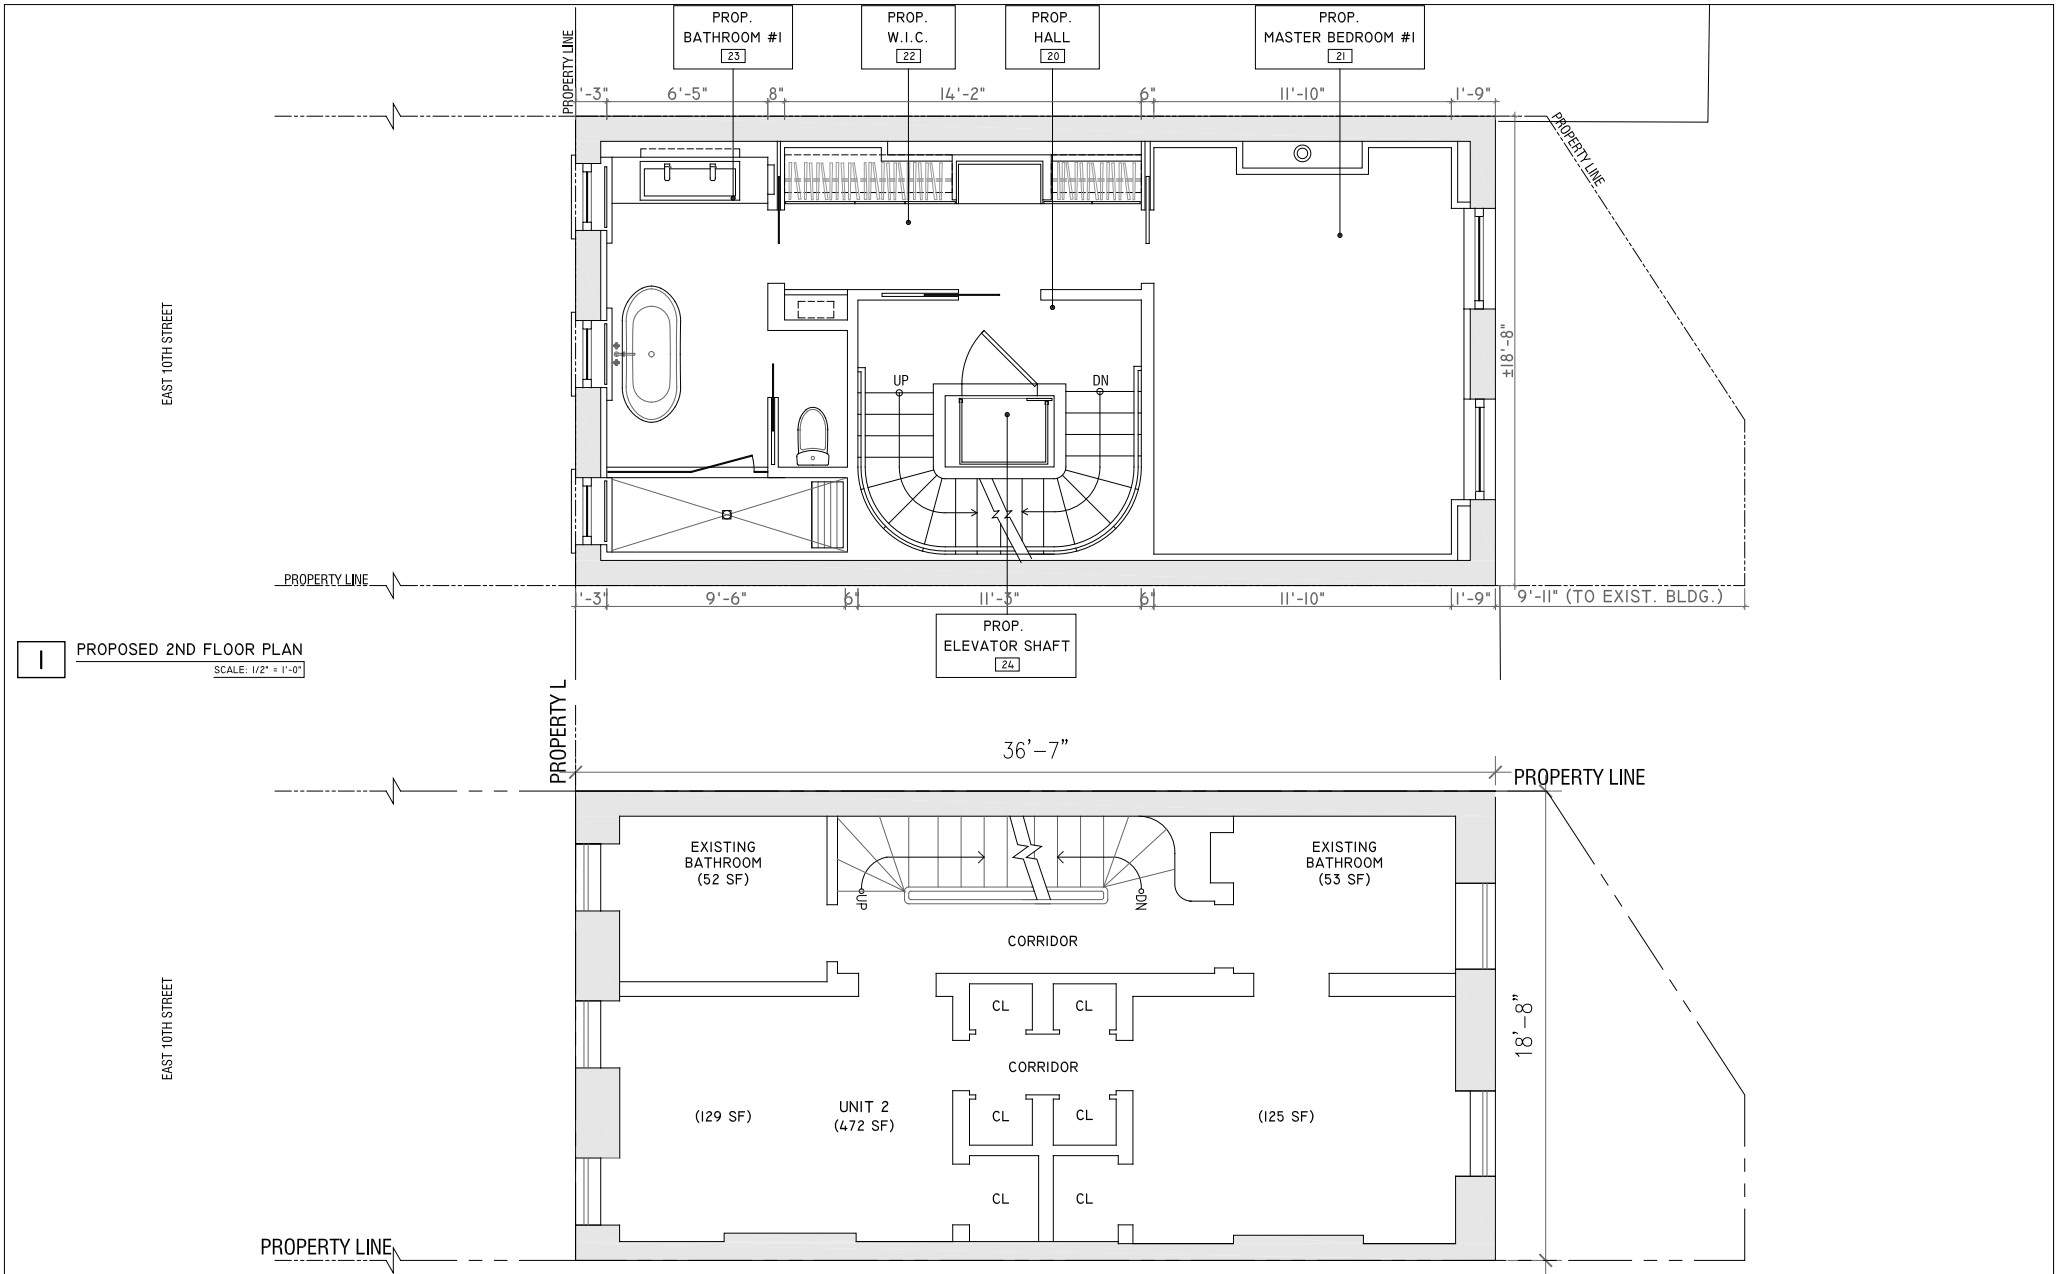 PROP.
BATHROOM #1
23
PROP.
W.I.C.
22
PROP.
HALL
20
PROP.
MASTER BEDROOM #1
21
PROPERTY LINE
'-3"
6'-5"
8"
14'-2"
6"
11'-10"
1'-9"
PROPERTY LINE
EAST 10TH STREET
UP
DN
±18'-8"
PROPERTY LINE
'-3"
9'-6"
6"
11'-3"
6"
11'-10"
1'-9"
9'-11" (TO EXIST. BLDG.)
PROP.
ELEVATOR SHAFT
24
1
PROPOSED 2ND FLOOR PLAN
SCALE: 1/2" = 1'-0"
PROPERTY L
36'-7"
PROPERTY LINE
EXISTING
BATHROOM
(52 SF)
EXISTING
BATHROOM
(53 SF)
UP
DN
CORRIDOR
EAST 10TH STREET
CL
CL
18'-8"
CORRIDOR
(129 SF)
UNIT 2
(472 SF)
CL
CL
(125 SF)
CL
CL
PROPERTY LINE